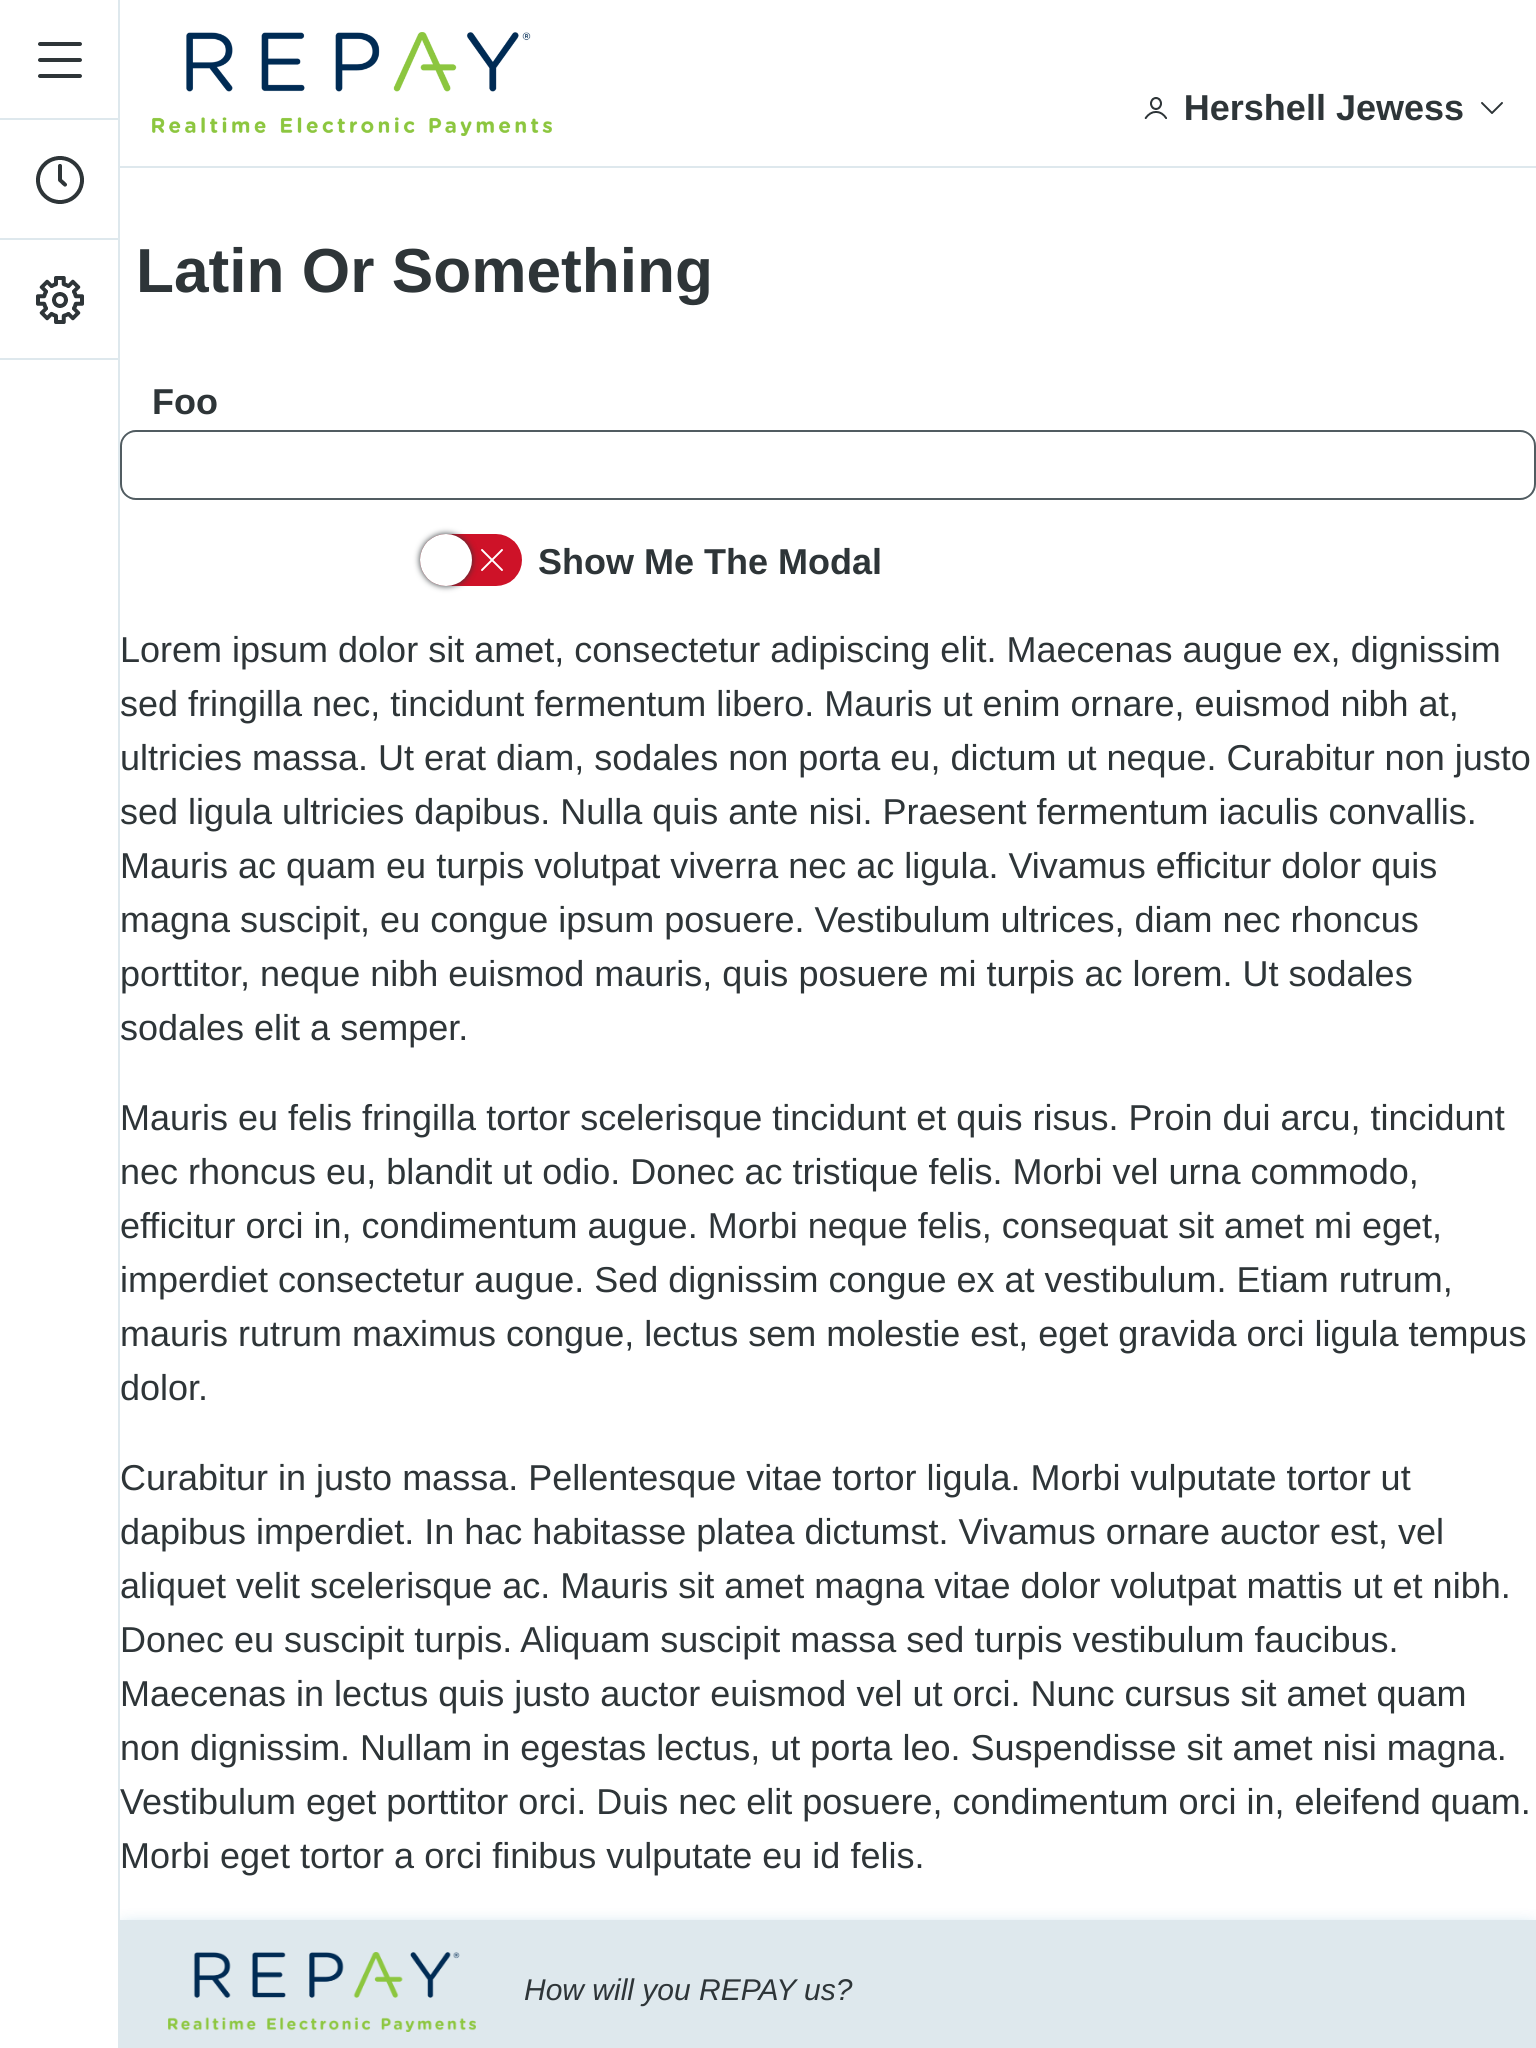 REPAY®
Realtime Electronic Payments
Hershell Jewess
Latin Or Something
Foo
Show Me The Modal
Lorem ipsum dolor sit amet, consectetur adipiscing elit. Maecenas augue ex, dignissim
sed fringilla nec, tincidunt fermentum libero. Mauris ut enim ornare, euismod nibh at,
ultricies massa. Ut erat diam, sodales non porta eu, dictum ut neque. Curabitur non justo
sed ligula ultricies dapibus. Nulla quis ante nisi. Praesent fermentum iaculis convallis.
Mauris ac quam eu turpis volutpat viverra nec ac ligula. Vivamus efficitur dolor quis
magna suscipit, eu congue ipsum posuere. Vestibulum ultrices, diam nec rhoncus
porttitor, neque nibh euismod mauris, quis posuere mi turpis ac lorem. Ut sodales
sodales elit a semper.
Mauris eu felis fringilla tortor scelerisque tincidunt et quis risus. Proin dui arcu, tincidunt
nec rhoncus eu, blandit ut odio. Donec ac tristique felis. Morbi vel urna commodo,
efficitur orci in, condimentum augue. Morbi neque felis, consequat sit amet mi eget,
imperdiet consectetur augue. Sed dignissim congue ex at vestibulum. Etiam rutrum,
mauris rutrum maximus congue, lectus sem molestie est, eget gravida orci ligula tempus
dolor.
Curabitur in justo massa. Pellentesque vitae tortor ligula. Morbi vulputate tortor ut
dapibus imperdiet. In hac habitasse platea dictumst. Vivamus ornare auctor est, vel
aliquet velit scelerisque ac. Mauris sit amet magna vitae dolor volutpat mattis ut et nibh.
Donec eu suscipit turpis. Aliquam suscipit massa sed turpis vestibulum faucibus.
Maecenas in lectus quis justo auctor euismod vel ut orci. Nunc cursus sit amet quam
non dignissim. Nullam in egestas lectus, ut porta leo. Suspendisse sit amet nisi magna.
Vestibulum eget porttitor orci. Duis nec elit posuere, condimentum orci in, eleifend quam.
Morbi eget tortor a orci finibus vulputate eu id felis.
REPAY®
Realtime Electronic Payments
How will you REPAY us?